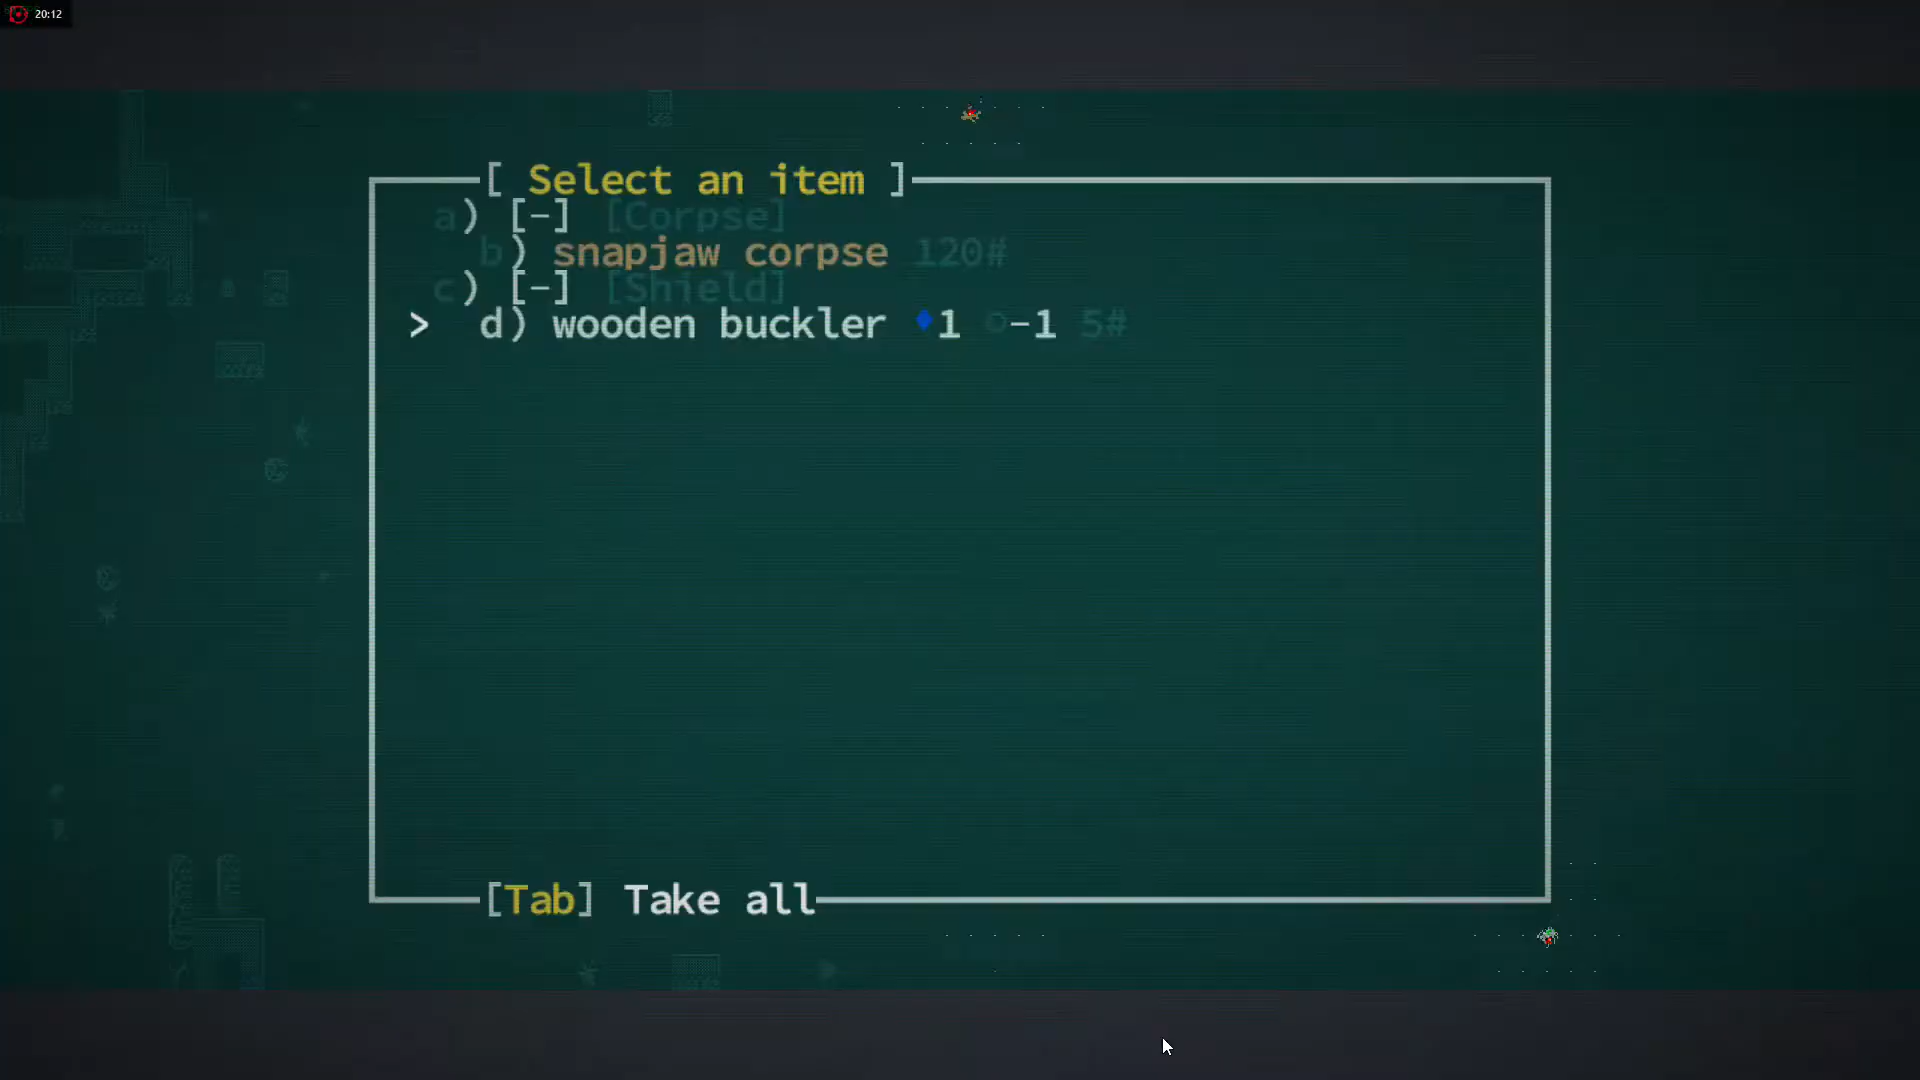 20:12
[ Select an item ]
a) [-] [Corpse]
b) snapjaw corpse 120#
c) [-] [Shield]
> d) wooden buckler ♦1 ○-1 5#
[Tab] Take all